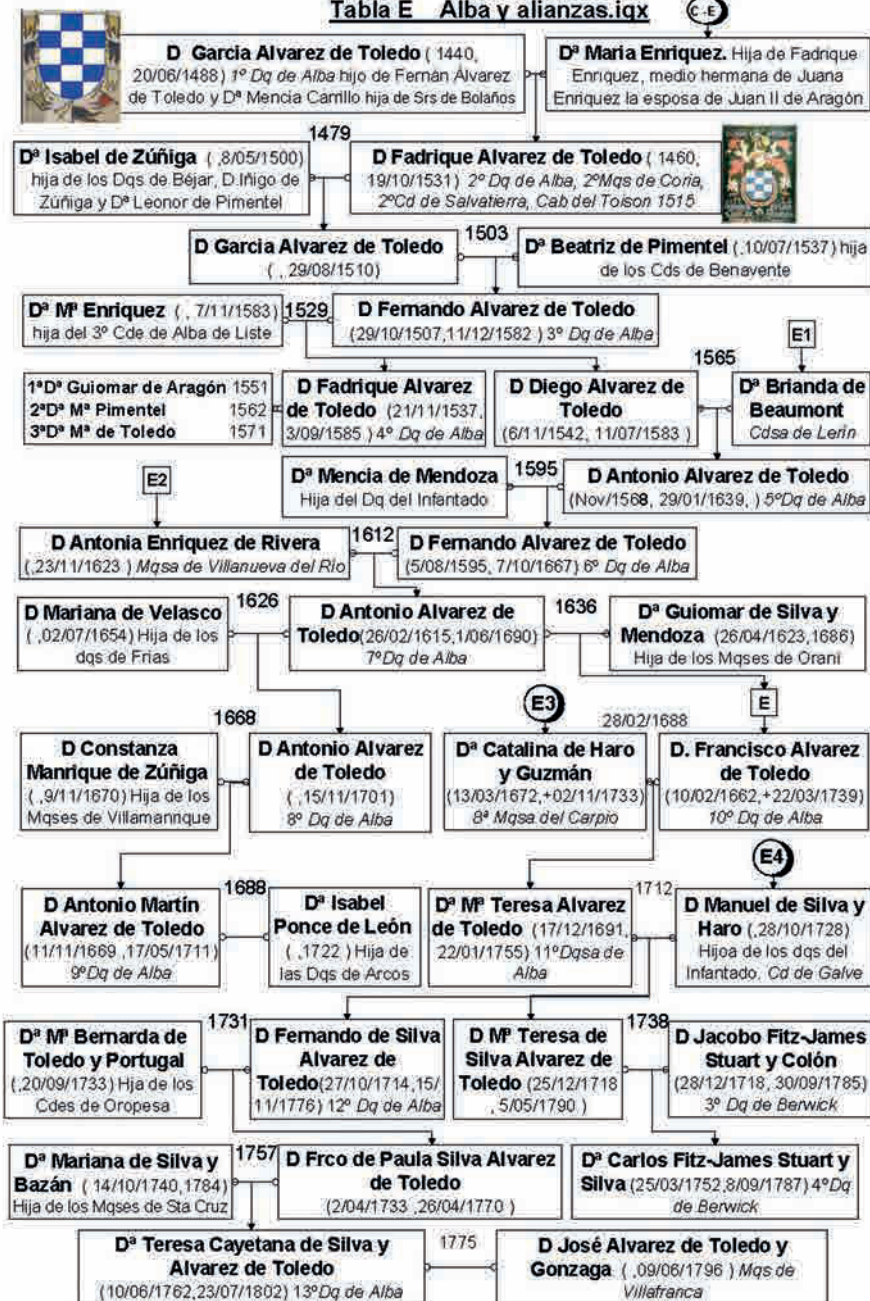 Tabla E Alba y alianzas.iqx
C-E
D Garcia Alvarez de Toledo ( 1440,
20/06/1488) 1º Dq de Alba hijo de Fernán Álvarez
de Toledo y Dª Mencia Carrillo hija de Srs de Bolaños
Dª Maria Enriquez. Hija de Fadrique
Enriquez, medio hermana de Juana
Enriquez la esposa de Juan II de Aragón
1479
Dª Isabel de Zúñiga ( ,8/05/1500)
hija de los Dqs de Béjar, D Iñigo de
Zúñiga y Dª Leonor de Pimentel
D Fadrique Alvarez de Toledo ( 1460,
19/10/1531) 2º Dq de Alba, 2ºMqs de Coria,
2ºCd de Salvatierra, Cab del Toison 1515
D Garcia Alvarez de Toledo
( , 29/08/1510)
1503
Dª Beatriz de Pimentel (,10/07/1537) hija
de los Cds de Benavente
Dª Mª Enriquez ( , 7/11/1583)
hija del 3º Cde de Alba de Liste
1529
D Fernando Alvarez de Toledo
(29/10/1507,11/12/1582 ) 3º Dq de Alba
E1
1565
1ªDª Guiomar de Aragón 1551
2ªDª Mª Pimentel 1562
3ªDª Mª de Toledo 1571
D Fadrique Alvarez
de Toledo (21/11/1537,
3/09/1585 ) 4º Dq de Alba
D Diego Alvarez de
Toledo
(6/11/1542, 11/07/1583 )
Dª Brianda de
Beaumont
Cdsa de Lerín
E2
Dª Mencia de Mendoza
Hija del Dq del Infantado
1595
D Antonio Alvarez de Toledo
(Nov/1568, 29/01/1639, ) 5ºDq de Alba
D Antonia Enriquez de Rivera
(,23/11/1623 ) Mqsa de Villanueva del Río
1612
D Fernando Alvarez de Toledo
(5/08/1595, 7/10/1667) 6º Dq de Alba
D Mariana de Velasco
( ,02/07/1654) Hija de los
dqs de Frias
1626
D Antonio Alvarez de
Toledo(26/02/1615,1/06/1690)
7ºDq de Alba
1636
Dª Guiomar de Silva y
Mendoza (26/04/1623,1686)
Hija de los Mqses de Orani
E3
E
1668
28/02/1688
D Constanza
Manrique de Zúñiga
( ,9/11/1670) Hija de los
Mqses de Villamanrique
D Antonio Alvarez
de Toledo
( ,15/11/1701)
8º Dq de Alba
Dª Catalina de Haro
y Guzmán
(13/03/1672,+02/11/1733)
8ª Mqsa del Carpio
D. Francisco Alvarez
de Toledo
(10/02/1662,+22/03/1739)
10º Dq de Alba
E4
D Antonio Martín
Alvarez de Toledo
(11/11/1669 ,17/05/1711)
9ºDq de Alba
1688
Dª Isabel
Ponce de León
( ,1722 ) Hija de
las Dqs de Arcos
Dª Mª Teresa Alvarez
de Toledo (17/12/1691,
22/01/1755) 11ºDqsa de
Alba
1712
D Manuel de Silva y
Haro (,28/10/1728)
Hijoa de los dqs del
Infantado, Cd de Galve
Dª Mª Bernarda de
Toledo y Portugal
(,20/09/1733) Hja de los
Cdes de Oropesa
1731
D Fernando de Silva
Alvarez de
Toledo(27/10/1714,15/
11/1776) 12º Dq de Alba
D Mª Teresa de
Silva Alvarez de
Toledo (25/12/1718
, 5/05/1790 )
1738
D Jacobo Fitz-James
Stuart y Colón
(28/12/1718, 30/09/1785)
3º Dq de Berwick
Dª Mariana de Silva y
Bazán ( 14/10/1740,1784)
Hija de los Mqses de Sta Cruz
1757
D Frco de Paula Silva Alvarez
de Toledo
(2/04/1733 ,26/04/1770 )
Dª Carlos Fitz-James Stuart y
Silva (25/03/1752,8/09/1787) 4ºDq
de Berwick
Dª Teresa Cayetana de Silva y
Alvarez de Toledo
(10/06/1762,23/07/1802) 13ºDq de Alba
1775
D José Alvarez de Toledo y
Gonzaga ( ,09/06/1796 ) Mqs de
Villafranca